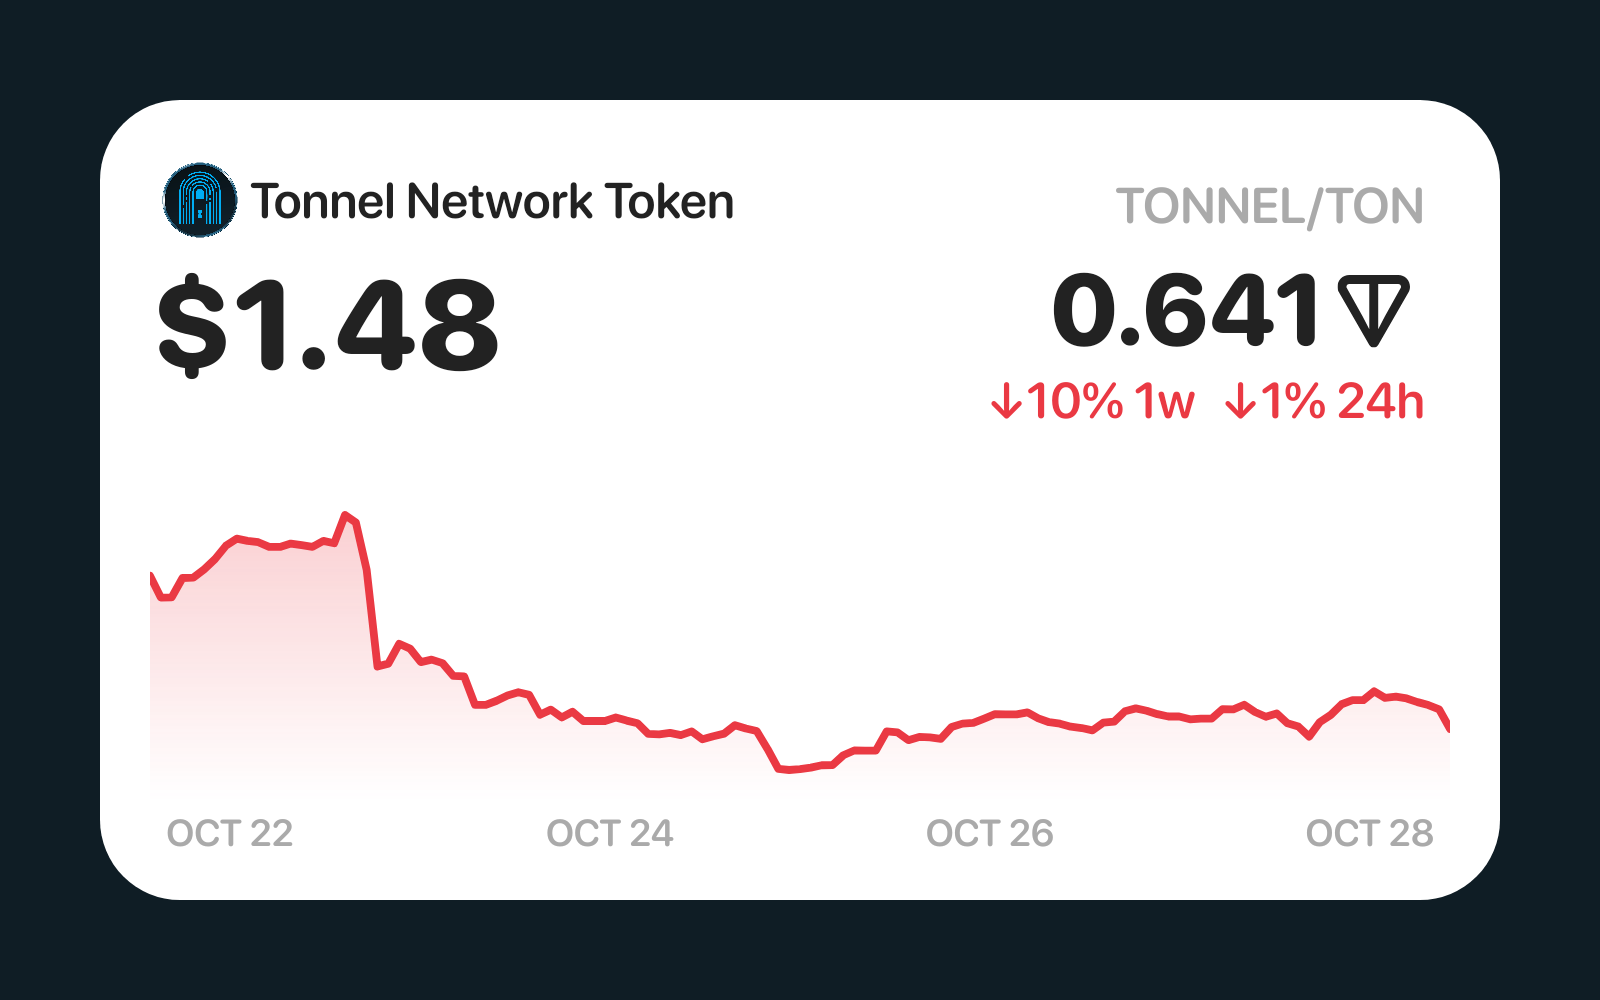 Tonnel Network Token
TONNEL/TON
$1.48
0.641
↓10% 1w ↓1% 24h
OCT 22 OCT 24 OCT 26 OCT 28